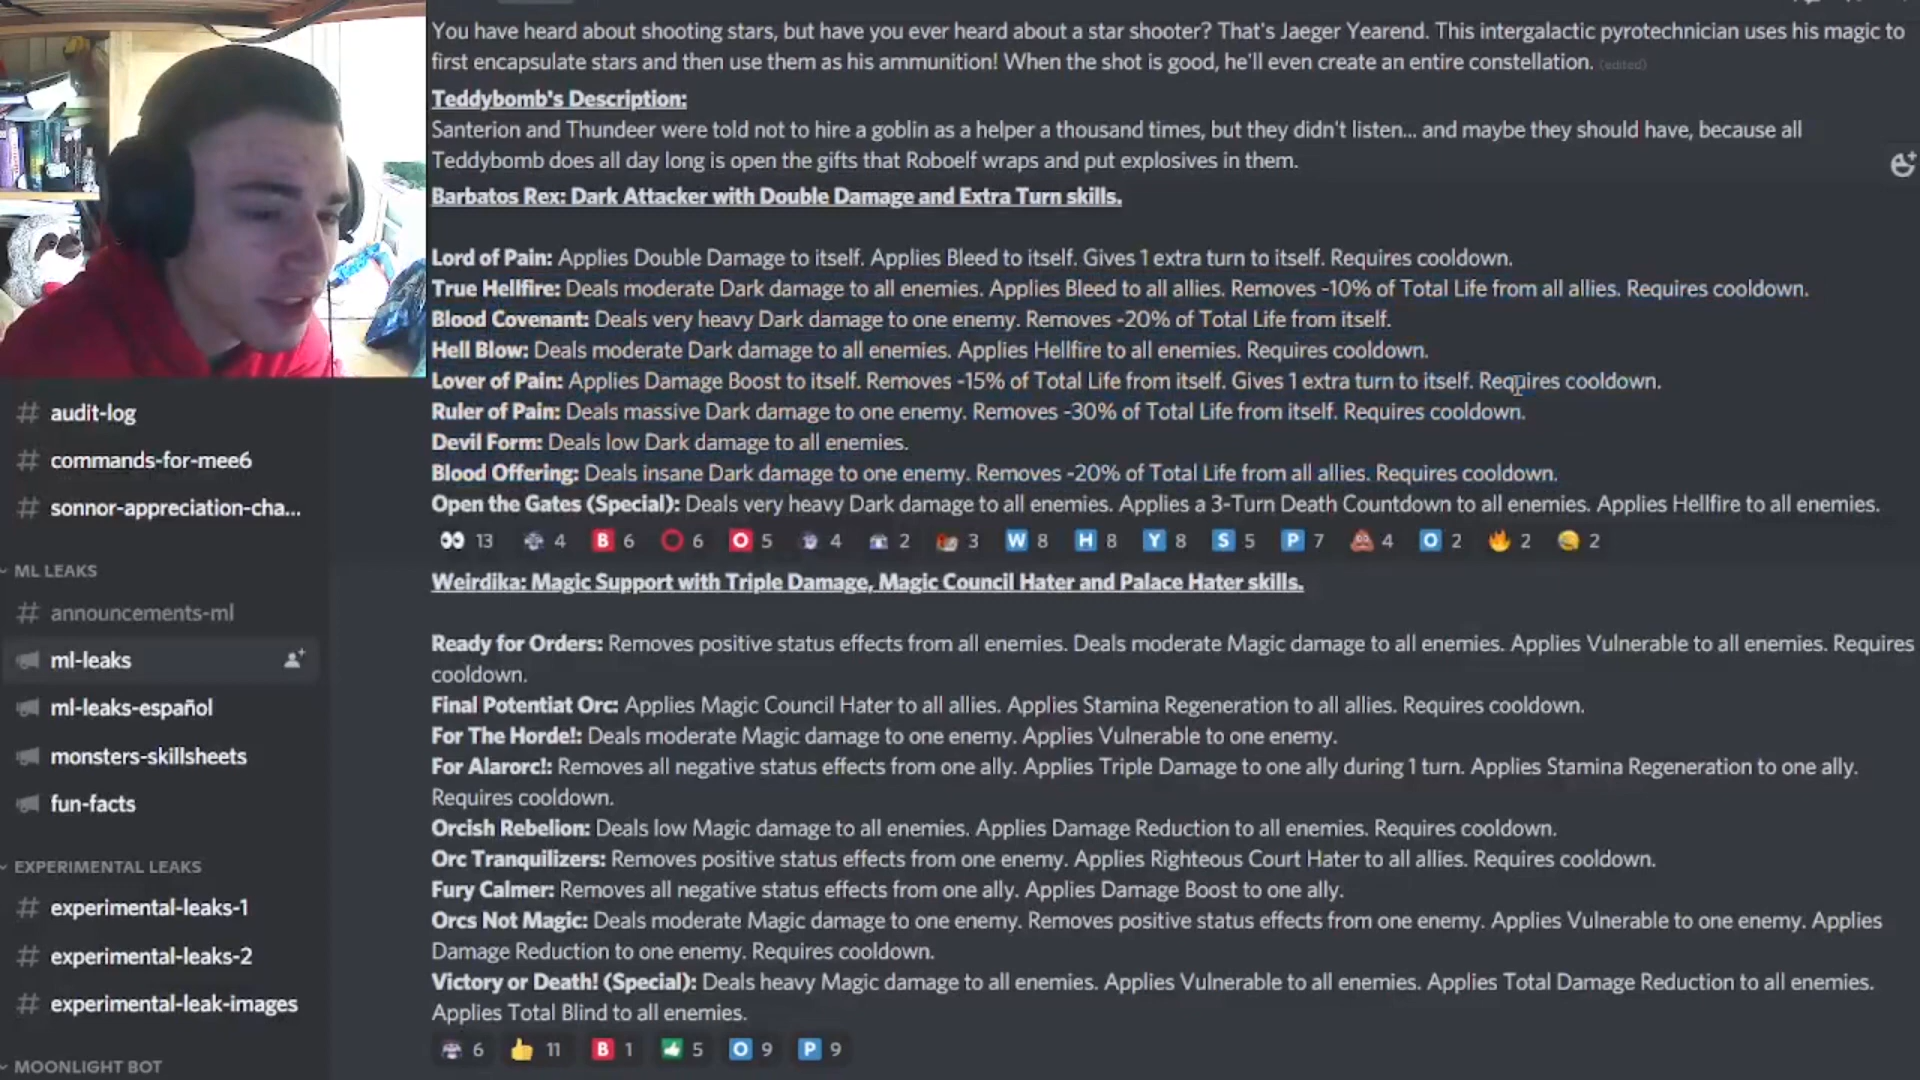 You have heard about shooting stars, but have you ever heard about a star shooter? That's Jaeger Yearend. This intergalactic pyrotechnician uses his magic to
first encapsulate stars and then use them as his ammunition! When the shot is good, he'll even create an entire constellation. (edited)
Teddybomb's Description:
Santerion and Thundeer were told not to hire a goblin as a helper a thousand times, but they didn't listen... and maybe they should have, because all
Teddybomb does all day long is open the gifts that Roboelf wraps and put explosives in them.
Barbatos Rex: Dark Attacker with Double Damage and Extra Turn skills.
Lord of Pain: Applies Double Damage to itself. Applies Bleed to itself. Gives 1 extra turn to itself. Requires cooldown.
True Hellfire: Deals moderate Dark damage to all enemies. Applies Bleed to all allies. Removes -10% of Total Life from all allies. Requires cooldown.
Blood Covenant: Deals very heavy Dark damage to one enemy. Removes -20% of Total Life from itself.
Hell Blow: Deals moderate Dark damage to all enemies. Applies Hellfire to all enemies. Requires cooldown.
Lover of Pain: Applies Damage Boost to itself. Removes -15% of Total Life from itself. Gives 1 extra turn to itself. Requires cooldown.
Ruler of Pain: Deals massive Dark damage to one enemy. Removes -30% of Total Life from itself. Requires cooldown.
Devil Form: Deals low Dark damage to all enemies.
Blood Offering: Deals insane Dark damage to one enemy. Removes -20% of Total Life from all allies. Requires cooldown.
Open the Gates (Special): Deals very heavy Dark damage to all enemies. Applies a 3-Turn Death Countdown to all enemies. Applies Hellfire to all enemies.
13 4 B 6 6 O 5 4 2 3 W 8 H 8 Y 8 S 5 P 7 4 O 2 2 2
Weirdika: Magic Support with Triple Damage, Magic Council Hater and Palace Hater skills.
Ready for Orders: Removes positive status effects from all enemies. Deals moderate Magic damage to all enemies. Applies Vulnerable to all enemies. Requires
cooldown.
Final Potentiat Orc: Applies Magic Council Hater to all allies. Applies Stamina Regeneration to all allies. Requires cooldown.
For The Horde!: Deals moderate Magic damage to one enemy. Applies Vulnerable to one enemy.
For Alarorc!: Removes all negative status effects from one ally. Applies Triple Damage to one ally during 1 turn. Applies Stamina Regeneration to one ally.
Requires cooldown.
Orcish Rebelion: Deals low Magic damage to all enemies. Applies Damage Reduction to all enemies. Requires cooldown.
Orc Tranquilizers: Removes positive status effects from one enemy. Applies Righteous Court Hater to all allies. Requires cooldown.
Fury Calmer: Removes all negative status effects from one ally. Applies Damage Boost to one ally.
Orcs Not Magic: Deals moderate Magic damage to one enemy. Removes positive status effects from one enemy. Applies Vulnerable to one enemy. Applies
Damage Reduction to one enemy. Requires cooldown.
Victory or Death! (Special): Deals heavy Magic damage to all enemies. Applies Vulnerable to all enemies. Applies Total Damage Reduction to all enemies.
Applies Total Blind to all enemies.
6 11 B 1 5 O 9 P 9
# audit-log
# commands-for-mee6
# sonnor-appreciation-cha...
ML LEAKS
# announcements-ml
ml-leaks
ml-leaks-español
monsters-skillsheets
fun-facts
EXPERIMENTAL LEAKS
# experimental-leaks-1
# experimental-leaks-2
# experimental-leak-images
MOONLIGHT BOT